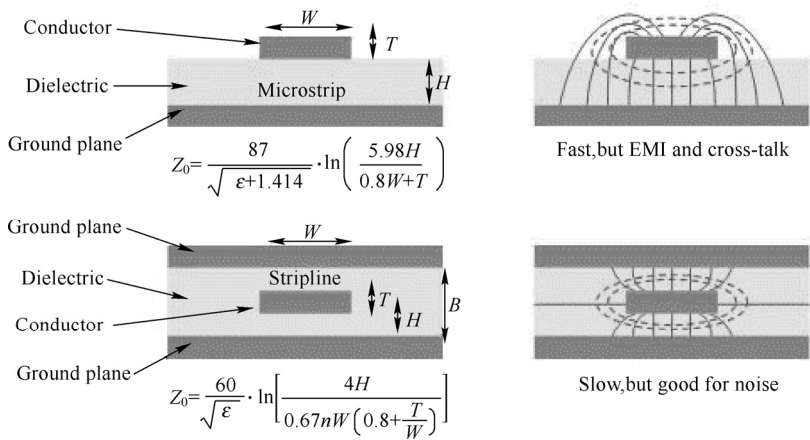 W
Conductor
T
Dielectric
Microstrip
H
Ground plane
Z₀=87/√(ε+1.414)·ln(5.98H/(0.8W+T))
Fast,but EMI and cross-talk
Ground plane
W
Dielectric
Stripline
T
B
Conductor
H
Ground plane
Z₀=60/√ε·ln[4H/(0.67nW(0.8+T/W))]
Slow,but good for noise